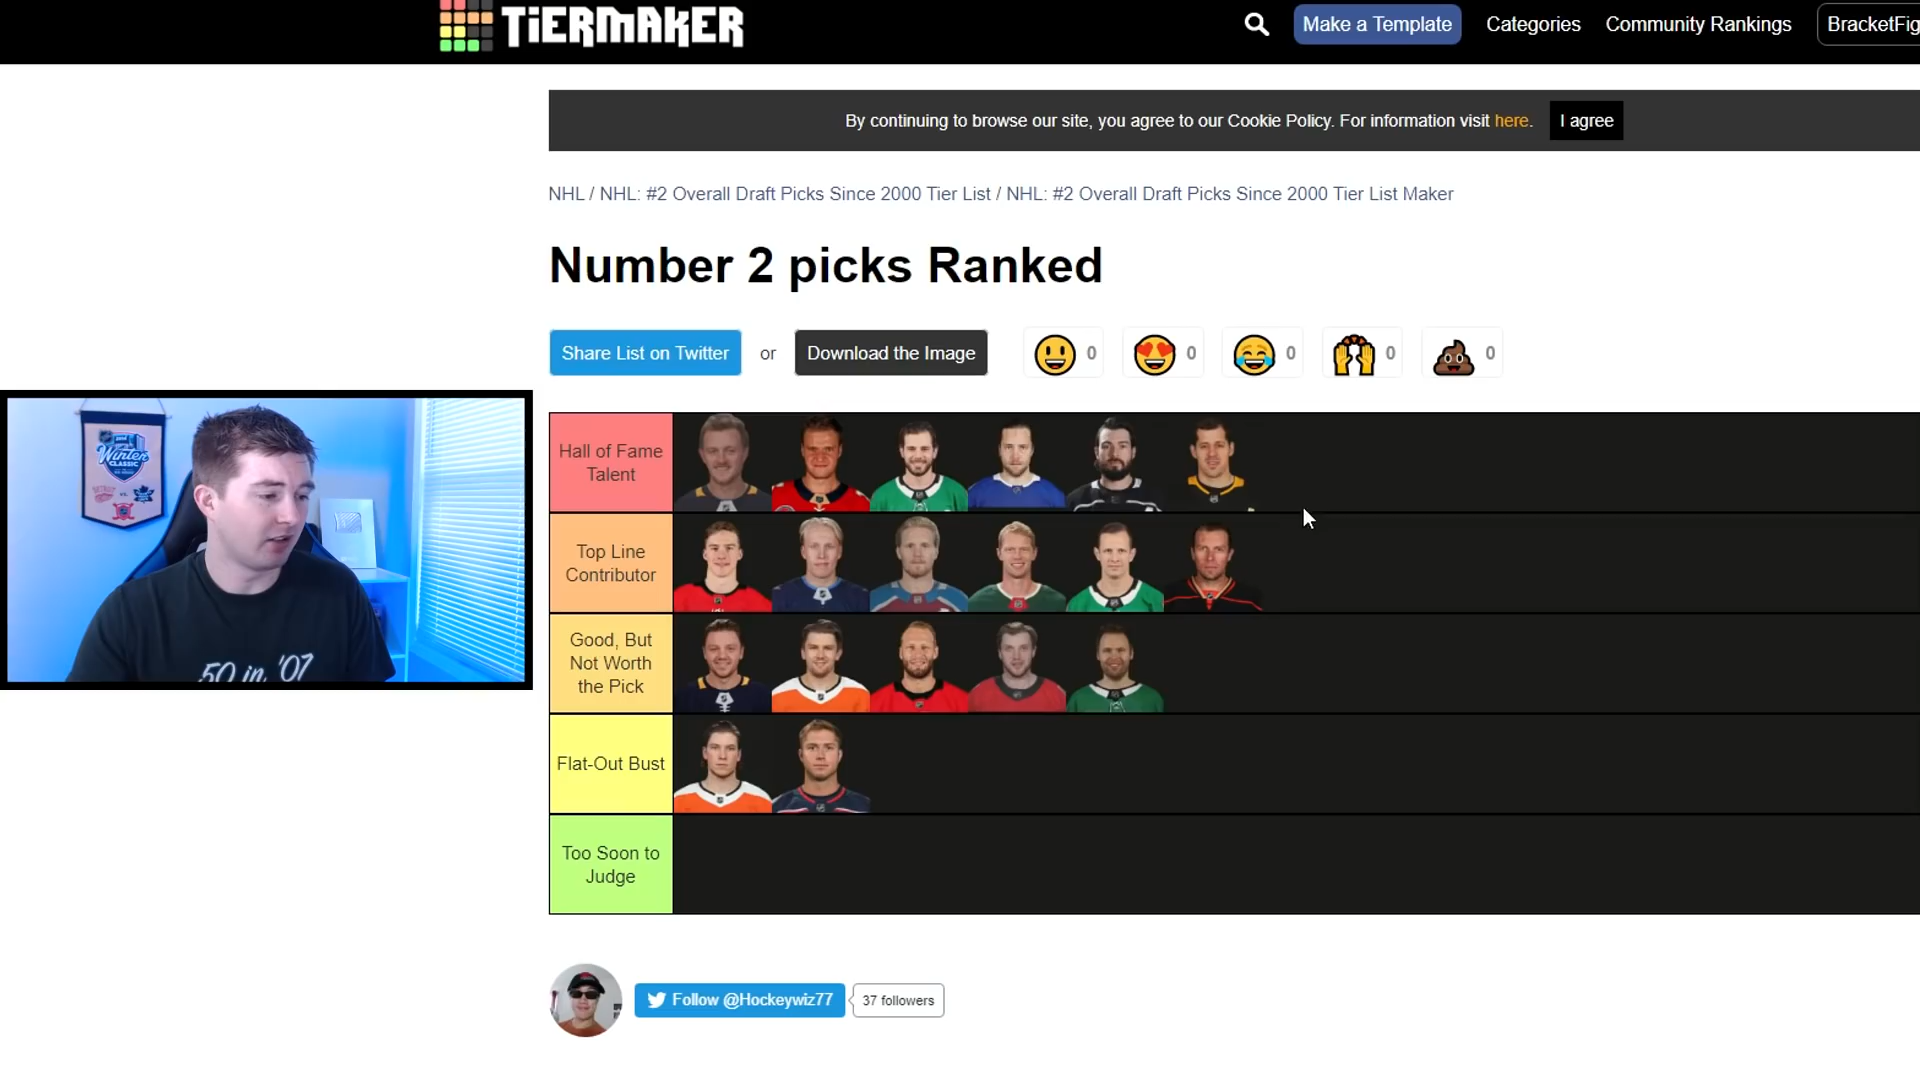 TiERMAKER
Make a Template
Categories
Community Rankings
BracketFig
By continuing to browse our site, you agree to our Cookie Policy. For information visit here.
I agree
NHL / NHL: #2 Overall Draft Picks Since 2000 Tier List / NHL: #2 Overall Draft Picks Since 2000 Tier List Maker
Number 2 picks Ranked
Share List on Twitter
or
Download the Image
0
0
0
0
0
Hall of Fame
Talent
Top Line
Contributor
Good, But
Not Worth
the Pick
Flat-Out Bust
Too Soon to
Judge
Winter
CLASSIC
50 in '07
Follow @Hockeywiz77
37 followers